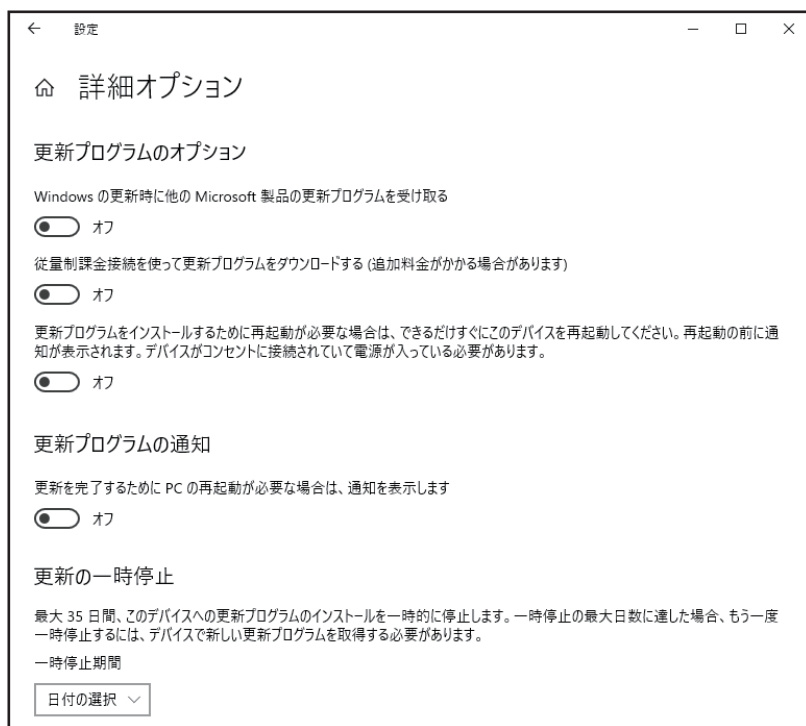 設定
詳細オプション
更新プログラムのオプション
Windows の更新時に他の Microsoft 製品の更新プログラムを受け取る
オフ
従量制課金接続を使って更新プログラムをダウンロードする (追加料金がかかる場合があります)
オフ
更新プログラムをインストールするために再起動が必要な場合は、できるだけすぐにこのデバイスを再起動してください。再起動の前に通
知が表示されます。デバイスがコンセントに接続されていて電源が入っている必要があります。
オフ
更新プログラムの通知
更新を完了するために PC の再起動が必要な場合は、通知を表示します
オフ
更新の一時停止
最大 35 日間、このデバイスへの更新プログラムのインストールを一時的に停止します。一時停止の最大日数に達した場合、もう一度
一時停止するには、デバイスで新しい更新プログラムを取得する必要があります。
一時停止期間
日付の選択